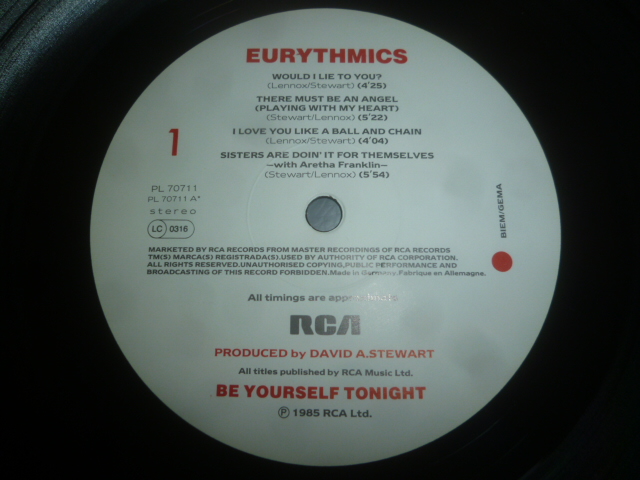 EURYTHMICS
WOULD I LIE TO YOU?
(Lennox/Stewart) (4'25)
THERE MUST BE AN ANGEL
(PLAYING WITH MY HEART)
(Stewart/Lennox) (5'22)
I LOVE YOU LIKE A BALL AND CHAIN
(Lennox/Stewart) (4'04)
SISTERS ARE DOIN' IT FOR THEMSELVES
–with Aretha Franklin–
(Stewart/Lennox) (5'54)
1
PL 70711
PL 70711 A*
stereo
LC 0316
BIEM/GEMA
MARKETED BY RCA RECORDS FROM MASTER RECORDINGS OF RCA RECORDS
TM(S) MARCA(S) REGISTRADA(S).USED BY AUTHORITY OF RCA CORPORATION.
ALL RIGHTS RESERVED.UNAUTHORISED COPYING,PUBLIC PERFORMANCE AND
BROADCASTING OF THIS RECORD FORBIDDEN.Made in Germany.Fabrique en Allemagne.
All timings are approximate
RCA
PRODUCED by DAVID A.STEWART
All titles published by RCA Music Ltd.
BE YOURSELF TONIGHT
℗ 1985 RCA Ltd.